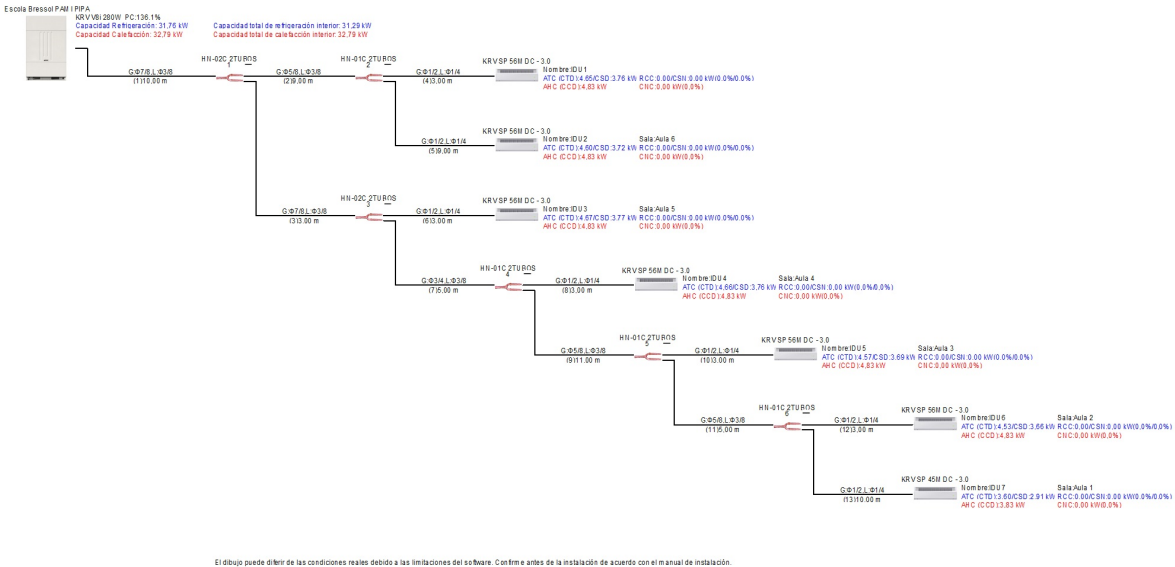 Escola Bressol PAM I PIPA
KRV V8i 280W PC:136.1%
Capacidad Refrigeración: 31,76 kW Capacidad total de refrigeración interior: 31,29 kW
Capacidad Calefacción: 32,79 kW Capacidad total de calefacción interior: 32,79 kW
HN-02C 2TUBOS
1
G:Φ7/8,L:Φ3/8
(1)10,00 m
HN-01C 2TUBOS
2
G:Φ5/8,L:Φ3/8
(2)9,00 m
KRVSP 56M DC - 3.0
G:Φ1/2,L:Φ1/4
(4)3,00 m
Nombre:IDU1
ATC (CTD):4,65/CSD:3,76 kW RCC:0,00/CSN:0,00 kW(0,0%/0,0%)
AHC (CCD):4,83 kW CNC:0,00 kW(0,0%)
KRVSP 56M DC - 3.0
G:Φ1/2,L:Φ1/4
(5)9,00 m
Nombre:IDU2 Sala:Aula 6
ATC (CTD):4,60/CSD:3,72 kW RCC:0,00/CSN:0,00 kW(0,0%/0,0%)
AHC (CCD):4,83 kW CNC:0,00 kW(0,0%)
HN-02C 2TUBOS
3
G:Φ7/8,L:Φ3/8
(3)3,00 m
KRVSP 56M DC - 3.0
G:Φ1/2,L:Φ1/4
(6)3,00 m
Nombre:IDU3 Sala:Aula 5
ATC (CTD):4,67/CSD:3,77 kW RCC:0,00/CSN:0,00 kW(0,0%/0,0%)
AHC (CCD):4,83 kW CNC:0,00 kW(0,0%)
HN-01C 2TUBOS
4
G:Φ3/4,L:Φ3/8
(7)5,00 m
KRVSP 56M DC - 3.0
G:Φ1/2,L:Φ1/4
(8)3,00 m
Nombre:IDU4 Sala:Aula 4
ATC (CTD):4,66/CSD:3,76 kW RCC:0,00/CSN:0,00 kW(0,0%/0,0%)
AHC (CCD):4,83 kW CNC:0,00 kW(0,0%)
HN-01C 2TUBOS
5
G:Φ5/8,L:Φ3/8
(9)11,00 m
KRVSP 56M DC - 3.0
G:Φ1/2,L:Φ1/4
(10)3,00 m
Nombre:IDU5 Sala:Aula 3
ATC (CTD):4,57/CSD:3,69 kW RCC:0,00/CSN:0,00 kW(0,0%/0,0%)
AHC (CCD):4,83 kW CNC:0,00 kW(0,0%)
HN-01C 2TUBOS
6
G:Φ5/8,L:Φ3/8
(11)5,00 m
KRVSP 56M DC - 3.0
G:Φ1/2,L:Φ1/4
(12)3,00 m
Nombre:IDU6 Sala:Aula 2
ATC (CTD):4,53/CSD:3,66 kW RCC:0,00/CSN:0,00 kW(0,0%/0,0%)
AHC (CCD):4,83 kW CNC:0,00 kW(0,0%)
KRVSP 45M DC - 3.0
G:Φ1/2,L:Φ1/4
(13)10,00 m
Nombre:IDU7 Sala:Aula 1
ATC (CTD):3,60/CSD:2,91 kW RCC:0,00/CSN:0,00 kW(0,0%/0,0%)
AHC (CCD):3,83 kW CNC:0,00 kW(0,0%)
El dibujo puede diferir de las condiciones reales debido a las limitaciones del software. Confirme antes de la instalación de acuerdo con el manual de instalación.